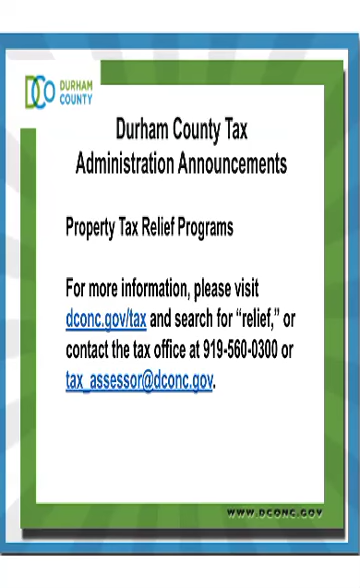 DCO DURHAM
COUNTY
Durham County Tax
Administration Announcements
Property Tax Relief Programs
For more information, please visit
dconc.gov/tax and search for “relief,” or
contact the tax office at 919-560-0300 or
tax_assessor@dconc.gov.
WWW.DCONC.GOV